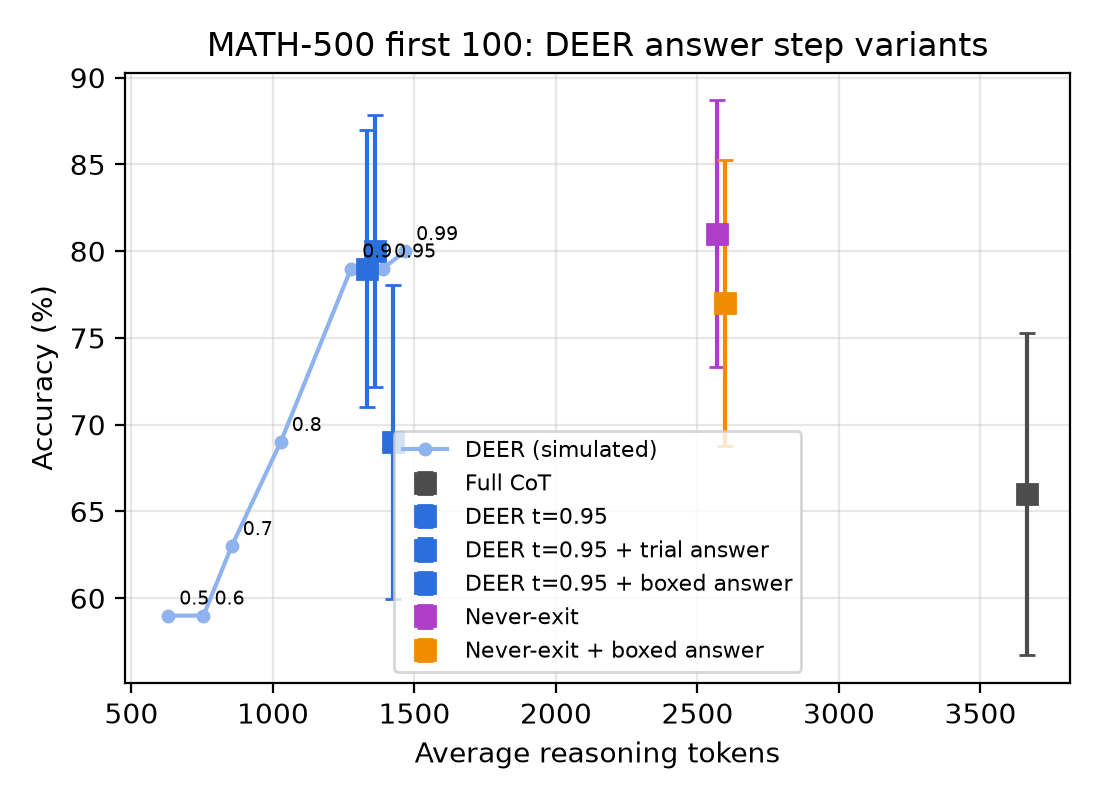 MATH-500 first 100: DEER answer step variants
Accuracy (%)
90
85
80
75
70
65
60
0.5
0.6
0.7
0.8
0.9
0.95
0.99
DEER (simulated)
Full CoT
DEER t=0.95
DEER t=0.95 + trial answer
DEER t=0.95 + boxed answer
Never-exit
Never-exit + boxed answer
500 1000 1500 2000 2500 3000 3500
Average reasoning tokens